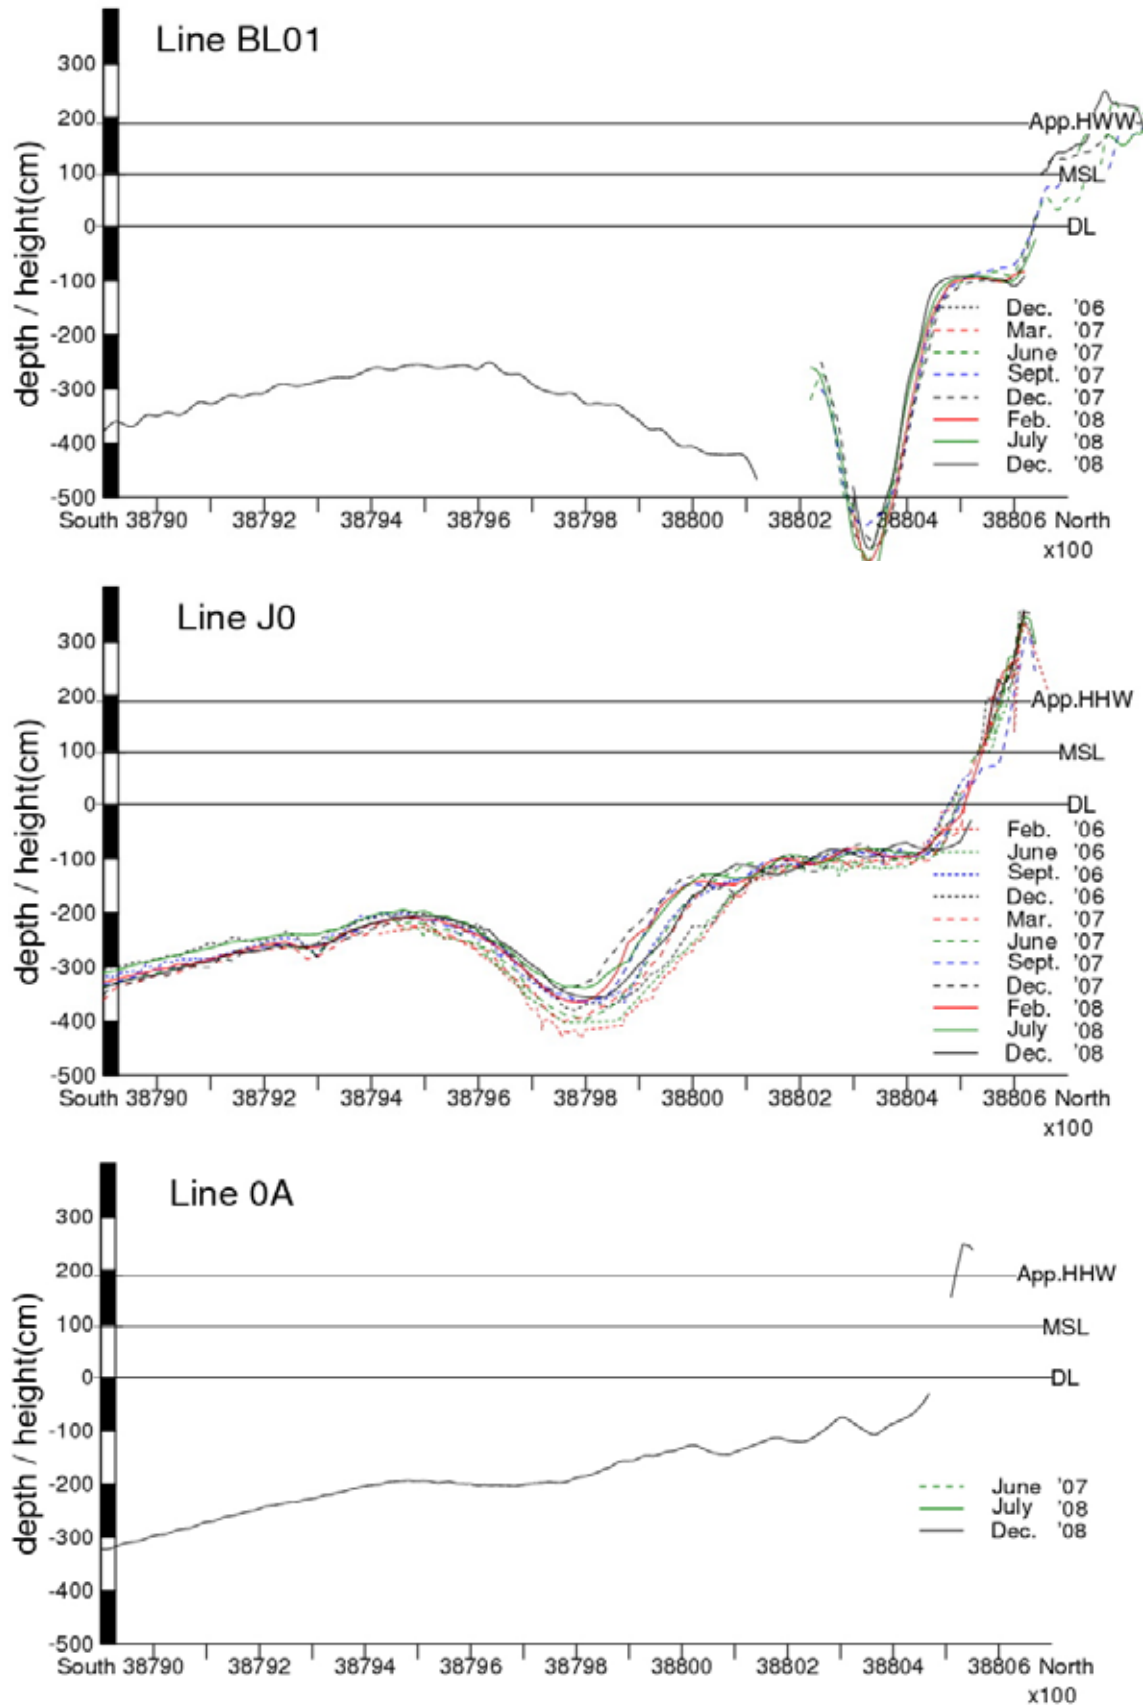 Line BL01
depth / height(cm)
300
200
100
0
-100
-200
-300
-400
-500
App.HWW
MSL
DL
Dec. '06
Mar. '07
June '07
Sept. '07
Dec. '07
Feb. '08
July '08
Dec. '08
South 38790 38792 38794 38796 38798 38800 38802 38804 38806 North
x100
Line J0
depth / height(cm)
300
200
100
0
-100
-200
-300
-400
-500
App.HHW
MSL
DL
Feb. '06
June '06
Sept. '06
Dec. '06
Mar. '07
June '07
Sept. '07
Dec. '07
Feb. '08
July '08
Dec. '08
South 38790 38792 38794 38796 38798 38800 38802 38804 38806 North
x100
Line 0A
depth / height(cm)
300
200
100
0
-100
-200
-300
-400
-500
App.HHW
MSL
DL
June '07
July '08
Dec. '08
South 38790 38792 38794 38796 38798 38800 38802 38804 38806 North
x100